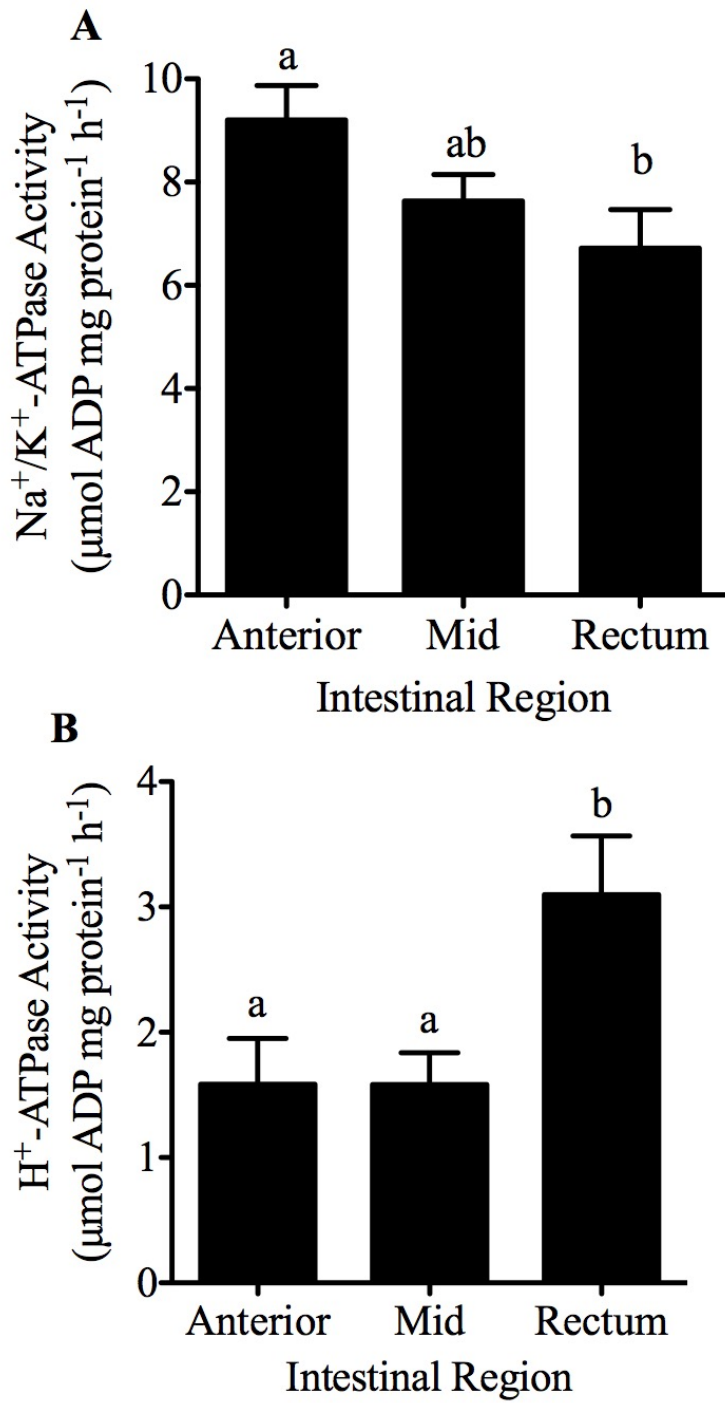 A
Na⁺/K⁺-ATPase Activity
(μmol ADP mg protein⁻¹ h⁻¹)
10
8
6
4
2
0
a
ab
b
Anterior Mid Rectum
Intestinal Region
B
H⁺-ATPase Activity
(μmol ADP mg protein⁻¹ h⁻¹)
4
3
2
1
0
a
a
b
Anterior Mid Rectum
Intestinal Region